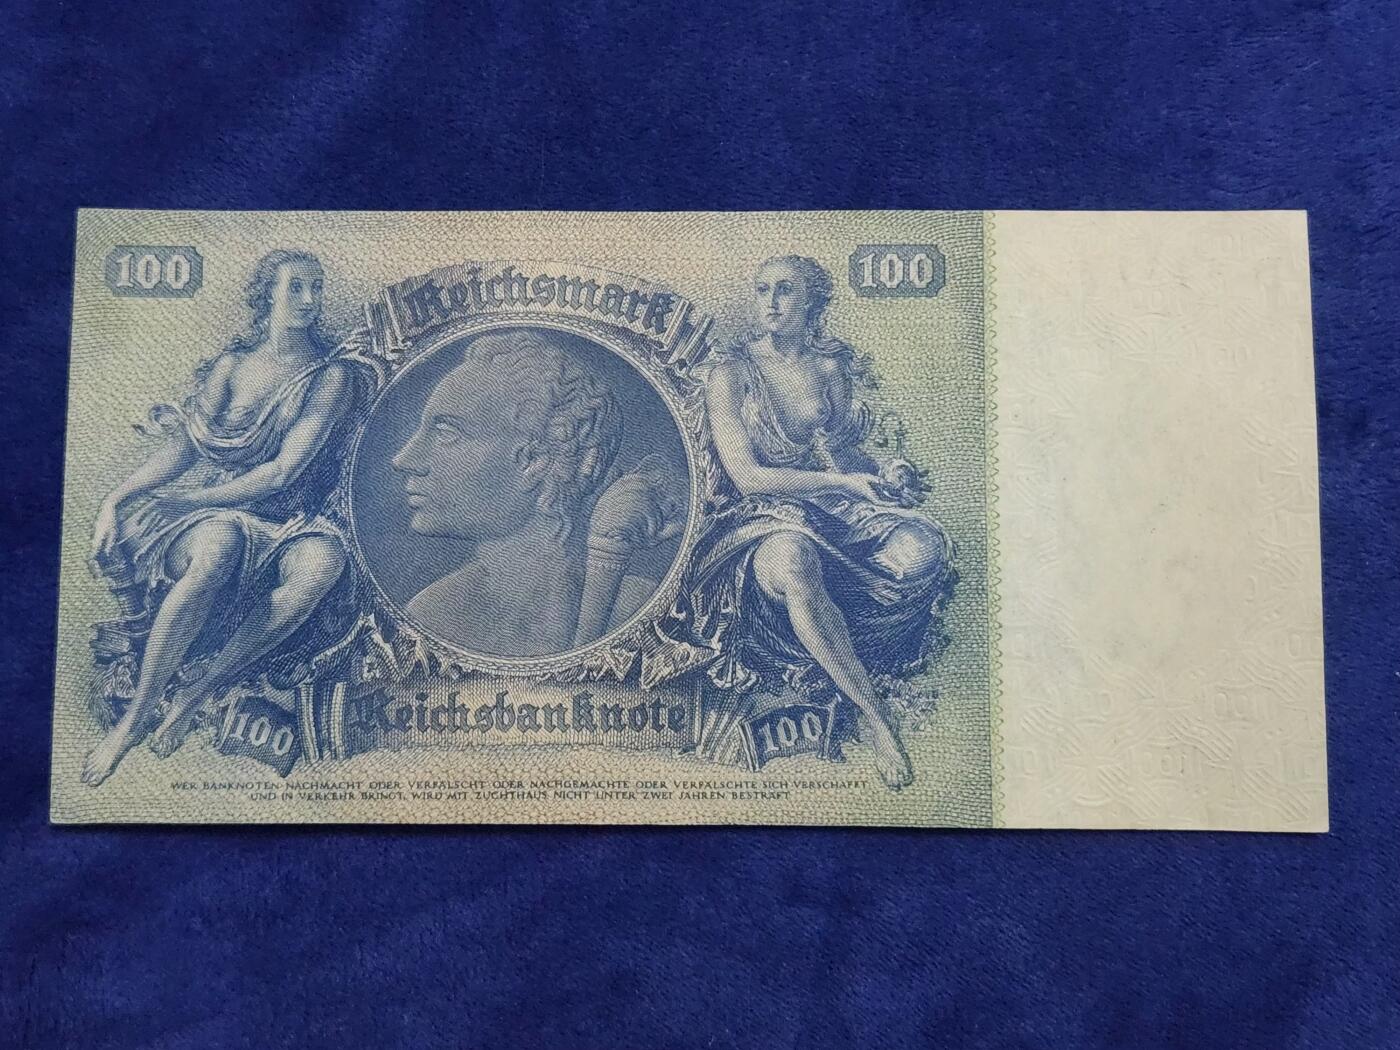 100
100
Reichsmark
Reichsbanknote
100
100
WER BANKNOTEN NACHMACHT ODER VERFÄLSCHT ODER NACHGEMACHTE ODER VERFÄLSCHTE SICH VERSCHAFFT
UND IN VERKEHR BRINGT, WIRD MIT ZUCHTHAUS NICHT UNTER ZWEI JAHREN BESTRAFT